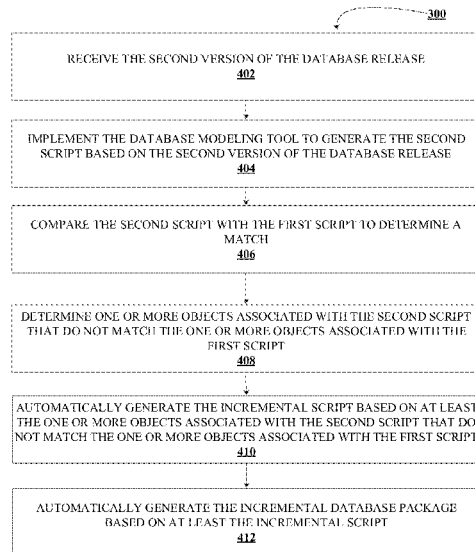 300
RECEIVE THE SECOND VERSION OF THE DATABASE RELEASE
402
IMPLEMENT THE DATABASE MODELING TOOL TO GENERATE THE SECOND
SCRIPT BASED ON THE SECOND VERSION OF THE DATABASE RELEASE
404
COMPARE THE SECOND SCRIPT WITH THE FIRST SCRIPT TO DETERMINE A
MATCH
406
DETERMINE ONE OR MORE OBJECTS ASSOCIATED WITH THE SECOND SCRIPT
THAT DO NOT MATCH THE ONE OR MORE OBJECTS ASSOCIATED WITH THE
FIRST SCRIPT
408
AUTOMATICALLY GENERATE THE INCREMENTAL SCRIPT BASED ON AT LEAST
THE ONE OR MORE OBJECTS ASSOCIATED WITH THE SECOND SCRIPT THAT DO
NOT MATCH THE ONE OR MORE OBJECTS ASSOCIATED WITH THE FIRST SCRIPT
410
AUTOMATICALLY GENERATE THE INCREMENTAL DATABASE PACKAGE
BASED ON AT LEAST THE INCREMENTAL SCRIPT
412